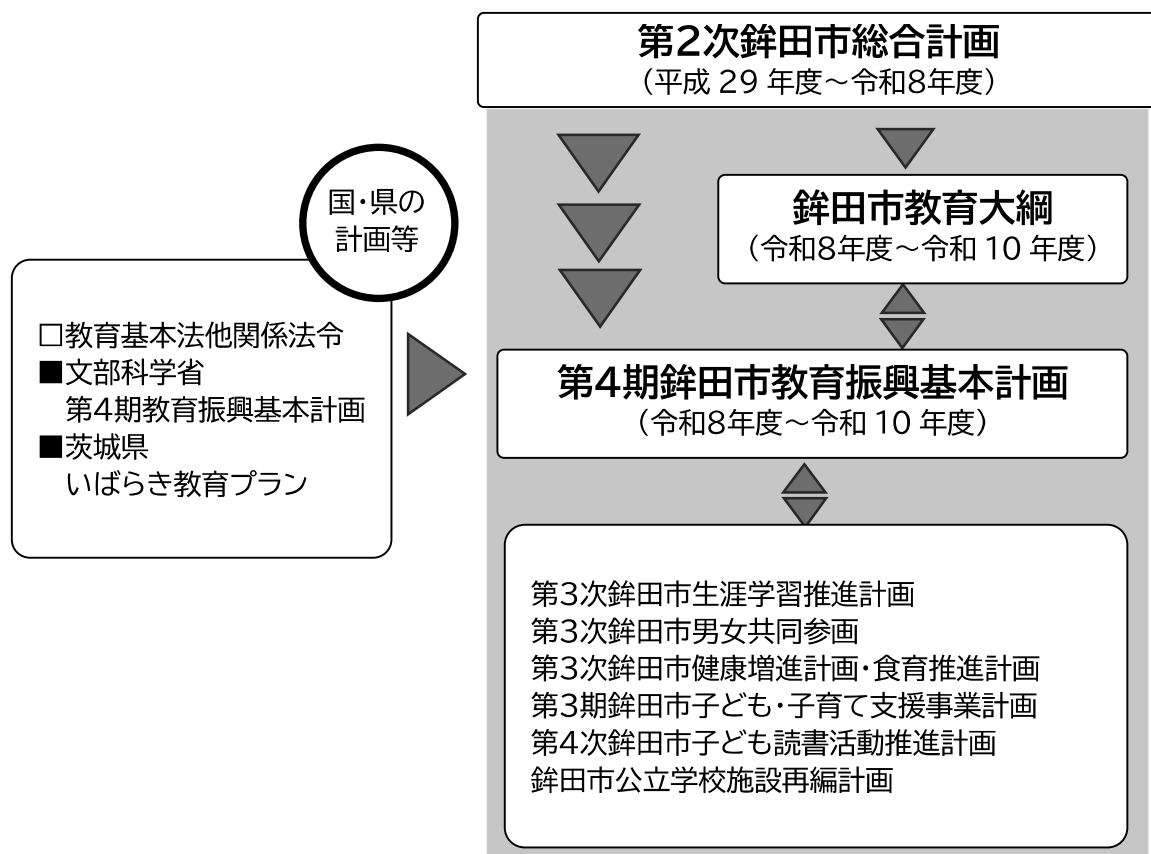 第2次鉾田市総合計画
（平成 29 年度～令和8年度）
国・県の
計画等
鉾田市教育大綱
（令和8年度～令和 10 年度）
□教育基本法他関係法令
■文部科学省
第4期教育振興基本計画
■茨城県
いばらき教育プラン
第4期鉾田市教育振興基本計画
（令和8年度～令和 10 年度）
第3次鉾田市生涯学習推進計画
第3次鉾田市男女共同参画
第3次鉾田市健康増進計画・食育推進計画
第3期鉾田市子ども・子育て支援事業計画
第4次鉾田市子ども読書活動推進計画
鉾田市公立学校施設再編計画